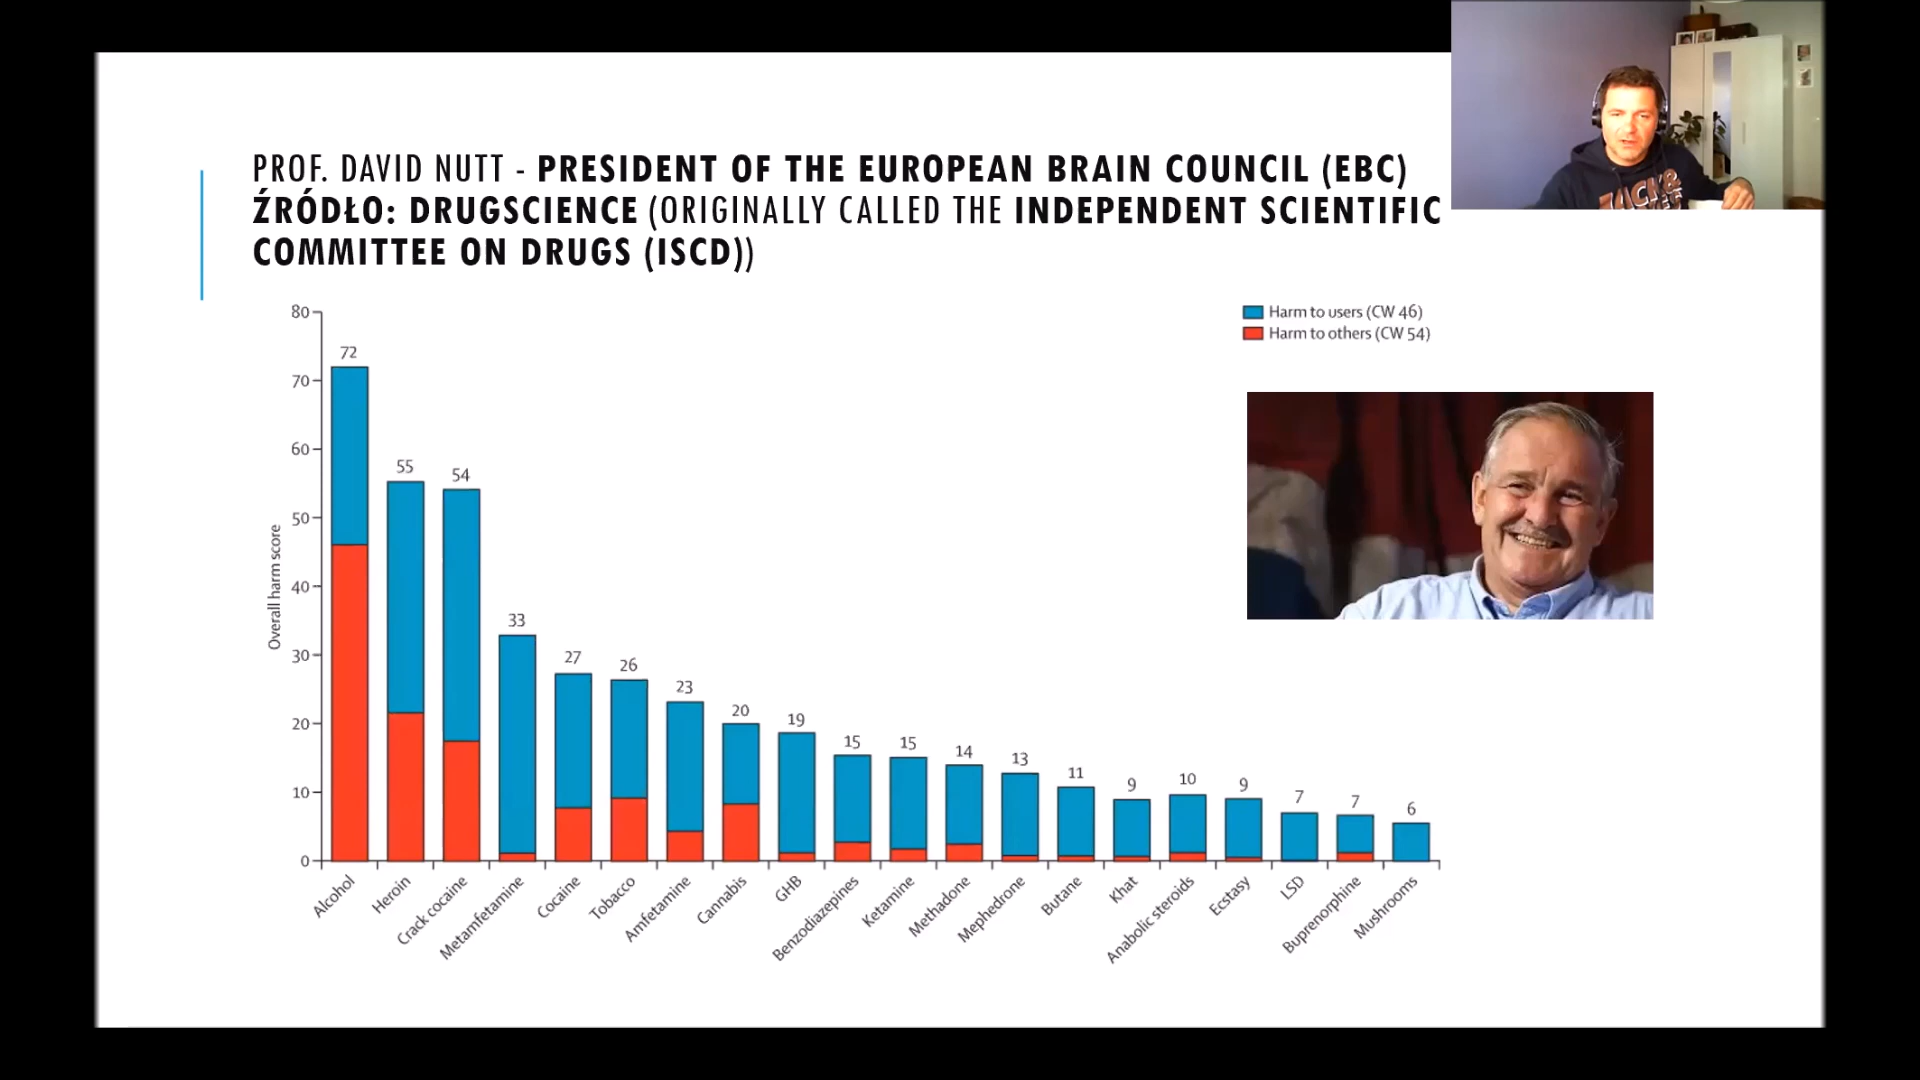 PROF. DAVID NUTT - PRESIDENT OF THE EUROPEAN BRAIN COUNCIL (EBC)
ŹRÓDŁO: DRUGSCIENCE (ORIGINALLY CALLED THE INDEPENDENT SCIENTIFIC
COMMITTEE ON DRUGS (ISCD))
Harm to users (CW 46)
Harm to others (CW 54)
Overall harm score
80
70
60
50
40
30
20
10
0
72
55
54
33
27
26
23
20
19
15
15
14
13
11
9
10
9
7
7
6
Alcohol
Heroin
Crack cocaine
Metamfetamine
Cocaine
Tobacco
Amfetamine
Cannabis
GHB
Benzodiazepines
Ketamine
Methadone
Mephedrone
Butane
Khat
Anabolic steroids
Ecstasy
LSD
Buprenorphine
Mushrooms